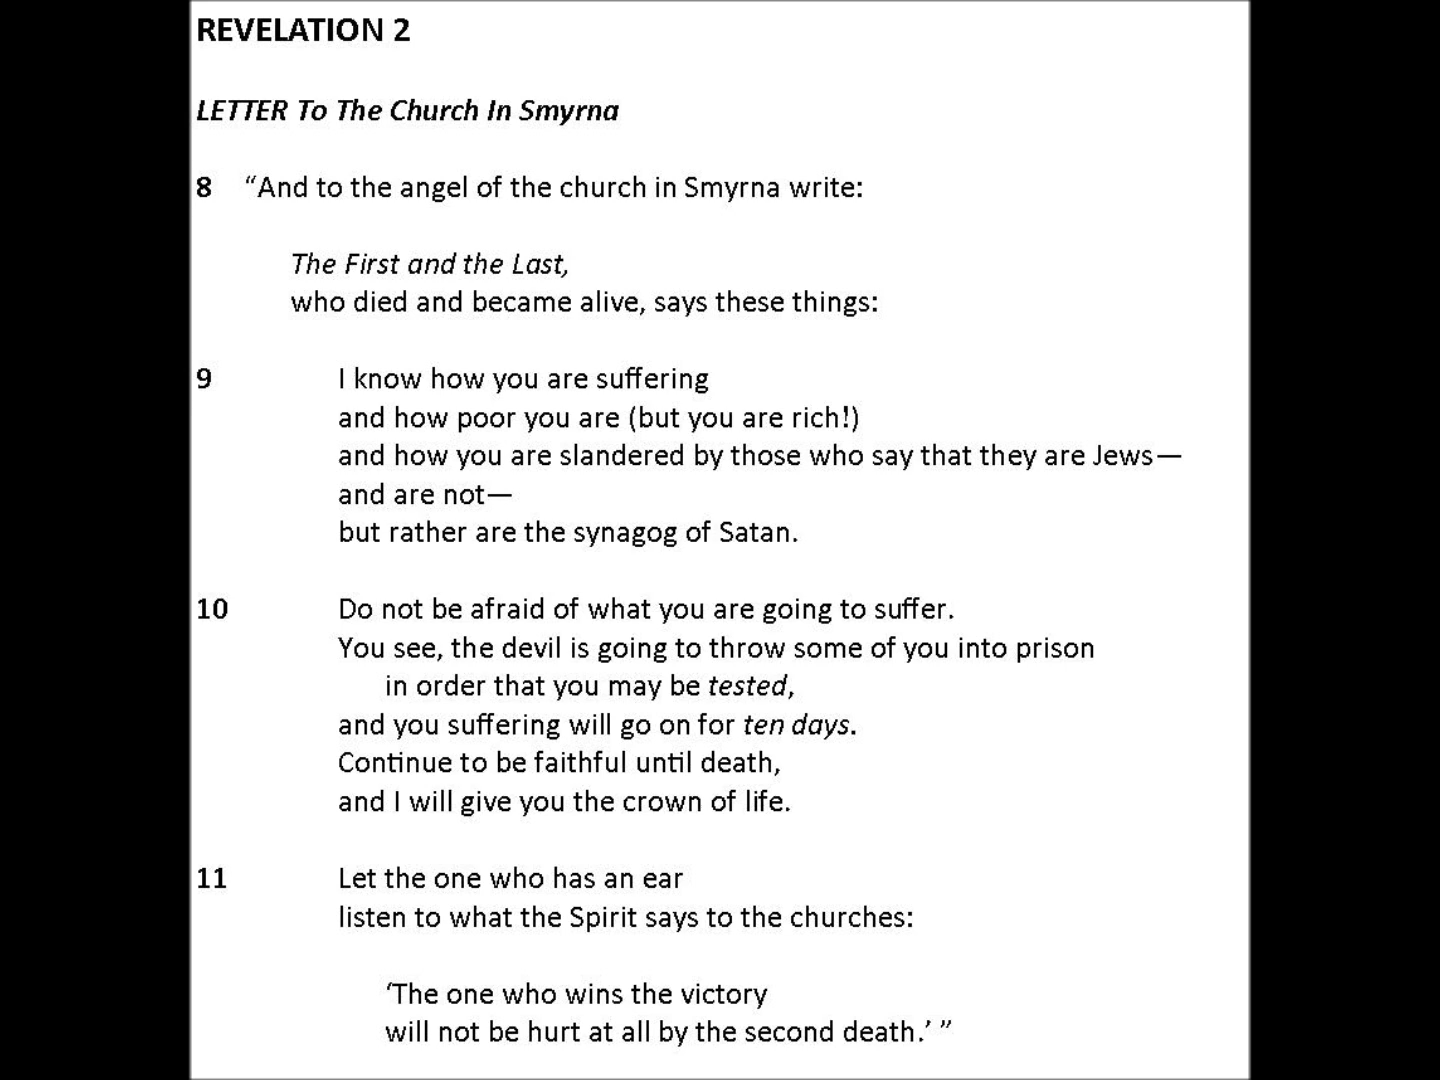 REVELATION 2
LETTER To The Church In Smyrna
8 “And to the angel of the church in Smyrna write:
The First and the Last,
who died and became alive, says these things:
9 I know how you are suffering
and how poor you are (but you are rich!)
and how you are slandered by those who say that they are Jews—
and are not—
but rather are the synagog of Satan.
10 Do not be afraid of what you are going to suffer.
You see, the devil is going to throw some of you into prison
in order that you may be tested,
and you suffering will go on for ten days.
Continue to be faithful until death,
and I will give you the crown of life.
11 Let the one who has an ear
listen to what the Spirit says to the churches:
‘The one who wins the victory
will not be hurt at all by the second death.’ ”